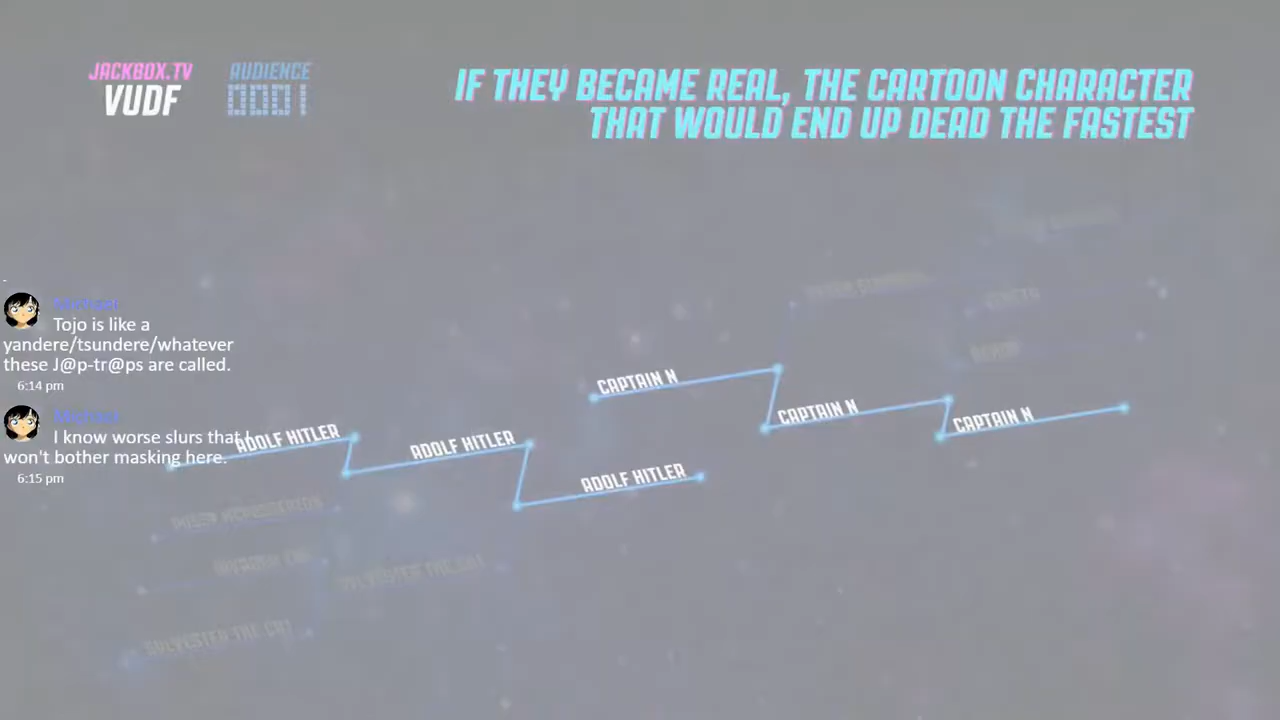 JACKBOX.TV
VUDF
AUDIENCE
0001
IF THEY BECAME REAL, THE CARTOON CHARACTER
THAT WOULD END UP DEAD THE FASTEST
Tojo is like a
yandere/tsundere/whatever
these J@p-tr@ps are called.
6:14 pm
I know worse slurs that I
won't bother masking here.
6:15 pm
CAPTAIN N
CAPTAIN N
CAPTAIN N
ADOLF HITLER
ADOLF HITLER
ADOLF HITLER
SYLVESTER THE CAT
SYLVESTER THE CAT